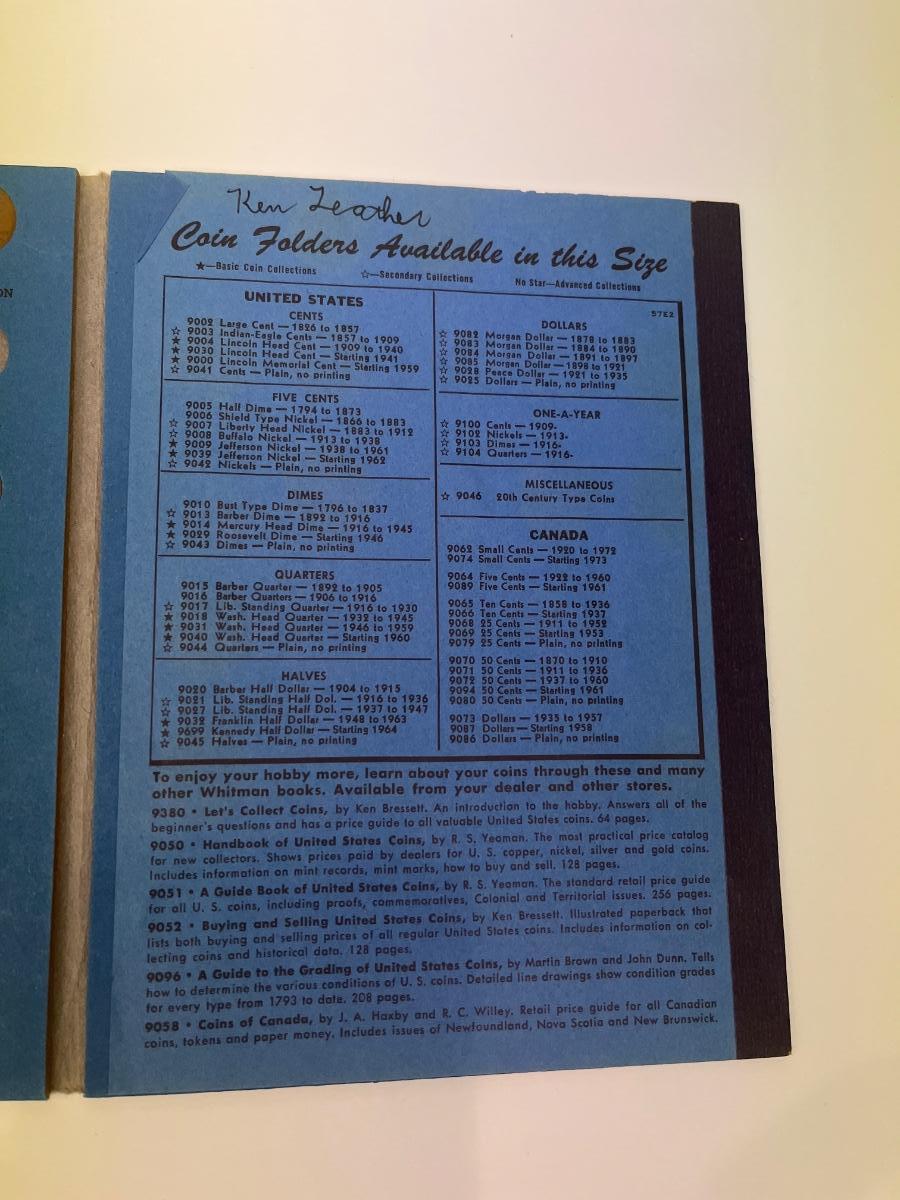 ON
Ken Leather
Coin Folders Available in this Size
★—Basic Coin Collections ☆—Secondary Collections No Star—Advanced Collections
UNITED STATES
CENTS
9002 Large Cent — 1826 to 1857
☆ 9003 Indian-Eagle Cents — 1857 to 1909
★ 9004 Lincoln Head Cent — 1909 to 1940
★ 9030 Lincoln Head Cent — Starting 1941
★ 9000 Lincoln Memorial Cent — Starting 1959
☆ 9041 Cents — Plain, no printing
FIVE CENTS
9005 Half Dime — 1794 to 1873
9006 Shield Type Nickel — 1866 to 1883
☆ 9007 Liberty Head Nickel — 1883 to 1912
☆ 9008 Buffalo Nickel — 1913 to 1938
★ 9009 Jefferson Nickel — 1938 to 1961
★ 9039 Jefferson Nickel — Starting 1962
☆ 9042 Nickels — Plain, no printing
DIMES
9010 Bust Type Dime — 1796 to 1837
☆ 9013 Barber Dime — 1892 to 1916
★ 9014 Mercury Head Dime — 1916 to 1945
★ 9029 Roosevelt Dime — Starting 1946
☆ 9043 Dimes — Plain, no printing
QUARTERS
9015 Barber Quarter — 1892 to 1905
9016 Barber Quarters — 1906 to 1916
☆ 9017 Lib. Standing Quarter — 1916 to 1930
★ 9018 Wash. Head Quarter — 1932 to 1945
★ 9031 Wash. Head Quarter — 1946 to 1959
★ 9040 Wash. Head Quarter — Starting 1960
☆ 9044 Quarters — Plain, no printing
HALVES
9020 Barber Half Dollar — 1904 to 1915
☆ 9021 Lib. Standing Half Dol. — 1916 to 1936
☆ 9027 Lib. Standing Half Dol. — 1937 to 1947
★ 9032 Franklin Half Dollar — 1948 to 1963
★ 9699 Kennedy Half Dollar — Starting 1964
☆ 9045 Halves — Plain, no printing
57E2
DOLLARS
☆ 9082 Morgan Dollar — 1878 to 1883
☆ 9083 Morgan Dollar — 1884 to 1890
☆ 9084 Morgan Dollar — 1891 to 1897
☆ 9085 Morgan Dollar — 1898 to 1921
☆ 9028 Peace Dollar — 1921 to 1935
☆ 9025 Dollars — Plain, no printing
ONE-A-YEAR
☆ 9100 Cents — 1909-
☆ 9102 Nickels — 1913-
☆ 9103 Dimes — 1916-
☆ 9104 Quarters — 1916-
MISCELLANEOUS
☆ 9046 20th Century Type Coins
CANADA
9062 Small Cents — 1920 to 1972
9074 Small Cents — Starting 1973
9064 Five Cents — 1922 to 1960
9089 Five Cents — Starting 1961
9065 Ten Cents — 1858 to 1936
9066 Ten Cents — Starting 1937
9068 25 Cents — 1911 to 1952
9069 25 Cents — Starting 1953
9079 25 Cents — Plain, no printing
9070 50 Cents — 1870 to 1910
9071 50 Cents — 1911 to 1936
9072 50 Cents — 1937 to 1960
9094 50 Cents — Starting 1961
9080 50 Cents — Plain, no printing
9073 Dollars — 1935 to 1957
9087 Dollars — Starting 1958
9086 Dollars — Plain, no printing
To enjoy your hobby more, learn about your coins through these and many
other Whitman books. Available from your dealer and other stores.
9380 • Let's Collect Coins, by Ken Bressett. An introduction to the hobby. Answers all of the
beginner's questions and has a price guide to all valuable United States coins. 64 pages.
9050 • Handbook of United States Coins, by R. S. Yeoman. The most practical price catalog
for new collectors. Shows prices paid by dealers for U. S. copper, nickel, silver and gold coins.
Includes information on mint records, mint marks, how to buy and sell. 128 pages.
9051 • A Guide Book of United States Coins, by R. S. Yeoman. The standard retail price guide
for all U. S. coins, including proofs, commemoratives, Colonial and Territorial issues. 256 pages.
9052 • Buying and Selling United States Coins, by Ken Bressett. Illustrated paperback that
lists both buying and selling prices of all regular United States coins. Includes information on col-
lecting coins and historical data. 128 pages.
9096 • A Guide to the Grading of United States Coins, by Martin Brown and John Dunn. Tells
how to determine the various conditions of U. S. coins. Detailed line drawings show condition grades
for every type from 1793 to date. 208 pages.
9058 • Coins of Canada, by J. A. Haxby and R. C. Willey. Retail price guide for all Canadian
coins, tokens and paper money. Includes issues of Newfoundland, Nova Scotia and New Brunswick.